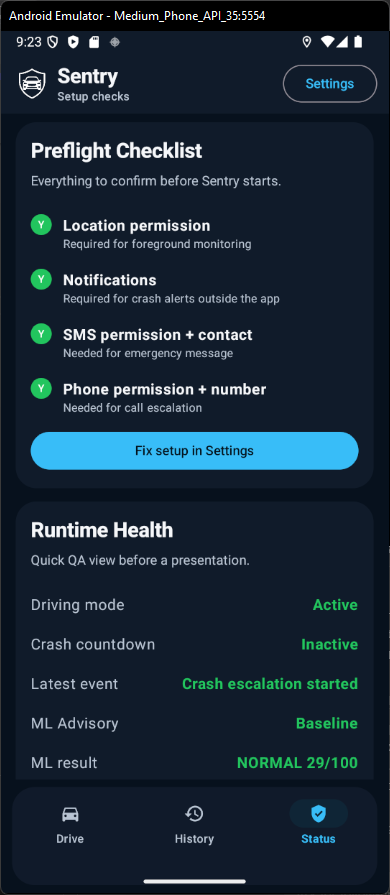 Android Emulator - Medium_Phone_API_35:5554
9:23
Sentry
Setup checks
Settings
Preflight Checklist
Everything to confirm before Sentry starts.
Y
Location permission
Required for foreground monitoring
Y
Notifications
Required for crash alerts outside the app
Y
SMS permission + contact
Needed for emergency message
Y
Phone permission + number
Needed for call escalation
Fix setup in Settings
Runtime Health
Quick QA view before a presentation.
Driving mode Active
Crash countdown Inactive
Latest event Crash escalation started
ML Advisory Baseline
ML result NORMAL 29/100
Drive History Status